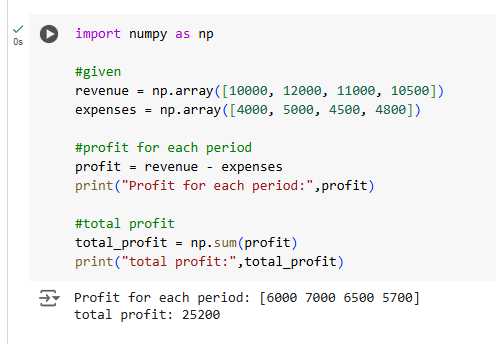 0s
import numpy as np
#given
revenue = np.array([10000, 12000, 11000, 10500])
expenses = np.array([4000, 5000, 4500, 4800])
#profit for each period
profit = revenue - expenses
print("Profit for each period:",profit)
#total profit
total_profit = np.sum(profit)
print("total profit:",total_profit)
Profit for each period: [6000 7000 6500 5700]
total profit: 25200